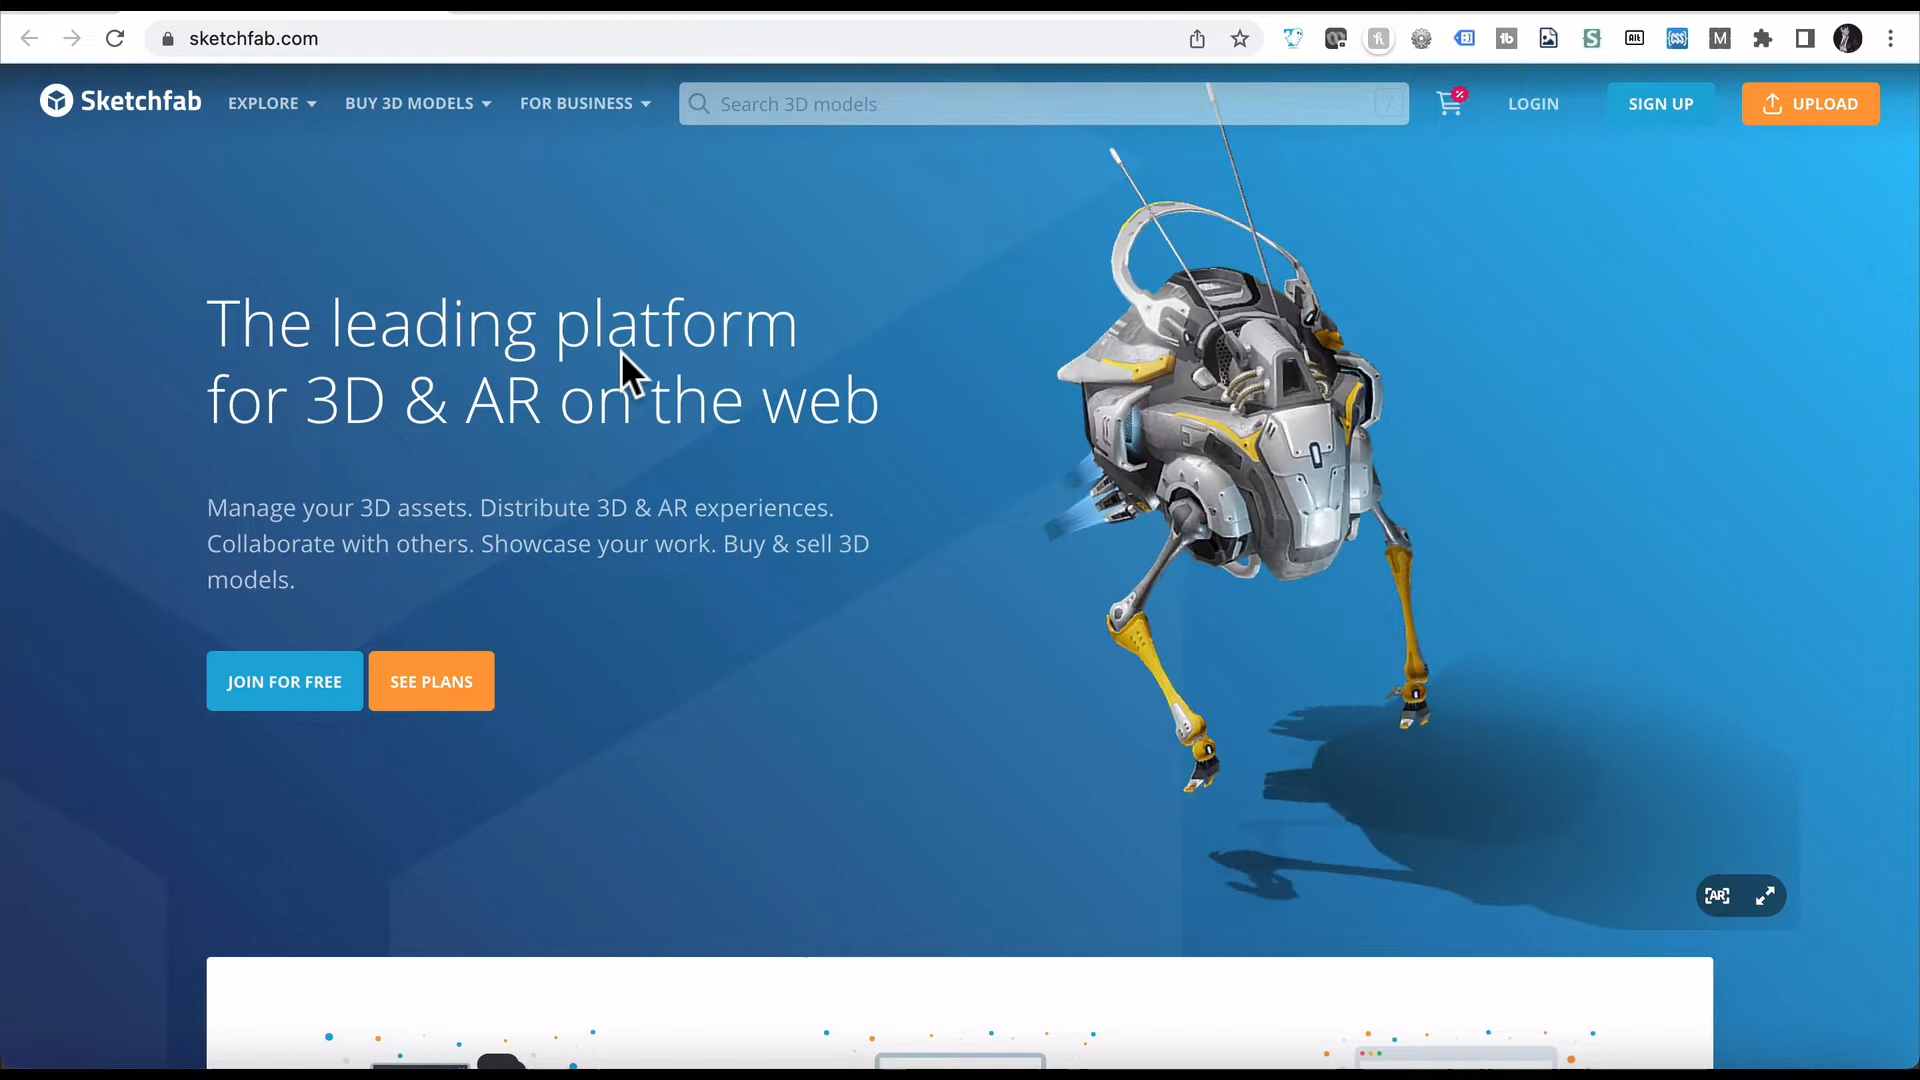 sketchfab.com
Sketchfab EXPLORE BUY 3D MODELS FOR BUSINESS Search 3D models / % LOGIN SIGN UP UPLOAD
The leading platform
for 3D & AR on the web
Manage your 3D assets. Distribute 3D & AR experiences.
Collaborate with others. Showcase your work. Buy & sell 3D
models.
JOIN FOR FREE SEE PLANS
AR